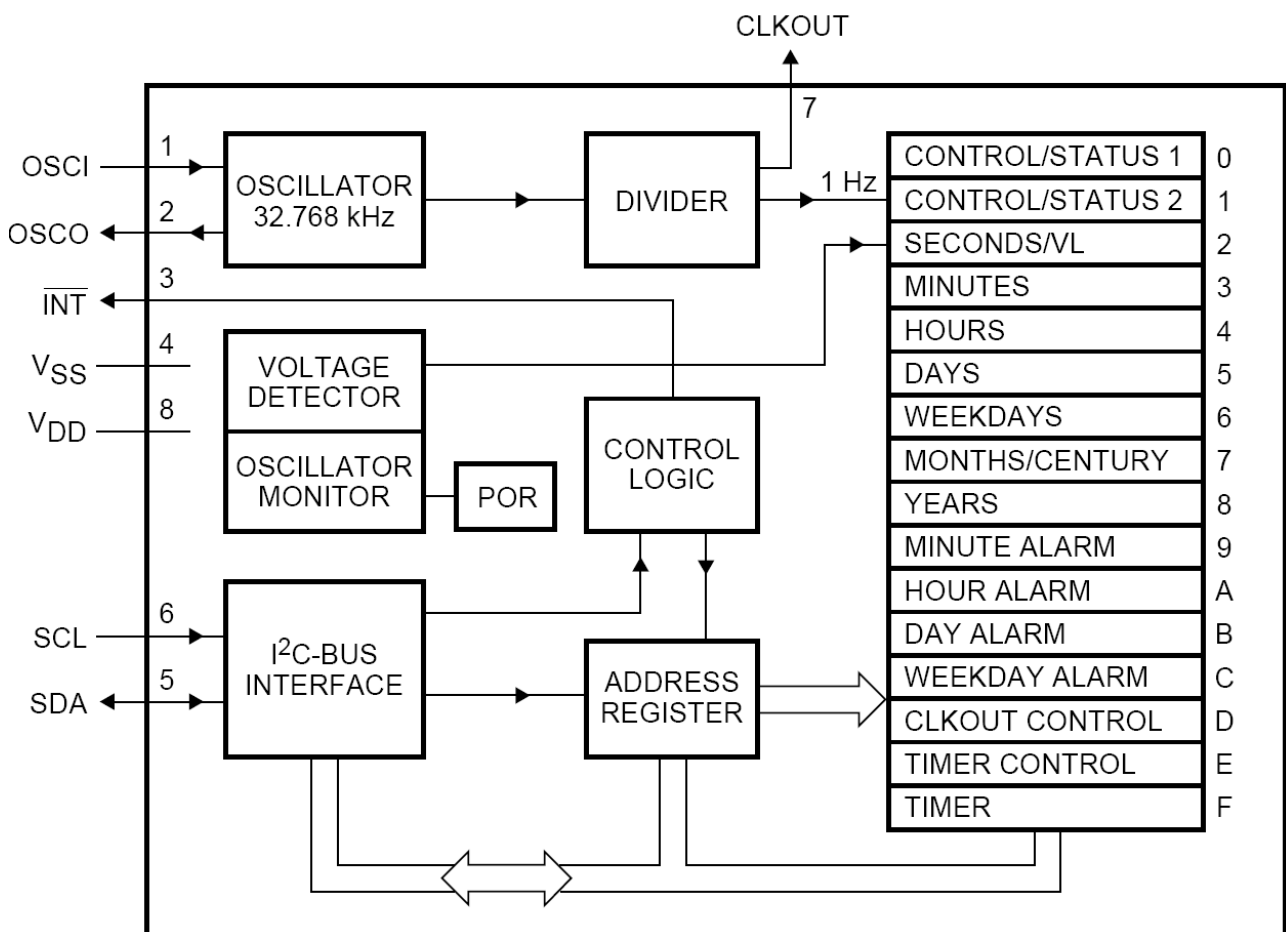 CLKOUT
7
OSCI
1
OSCO
2
INT
3
VSS
4
VDD
8
SCL
6
SDA
5
OSCILLATOR
32.768 kHz
DIVIDER
1 Hz
VOLTAGE
DETECTOR
OSCILLATOR
MONITOR
POR
CONTROL
LOGIC
I2C-BUS
INTERFACE
ADDRESS
REGISTER
CONTROL/STATUS 1 0
CONTROL/STATUS 2 1
SECONDS/VL 2
MINUTES 3
HOURS 4
DAYS 5
WEEKDAYS 6
MONTHS/CENTURY 7
YEARS 8
MINUTE ALARM 9
HOUR ALARM A
DAY ALARM B
WEEKDAY ALARM C
CLKOUT CONTROL D
TIMER CONTROL E
TIMER F